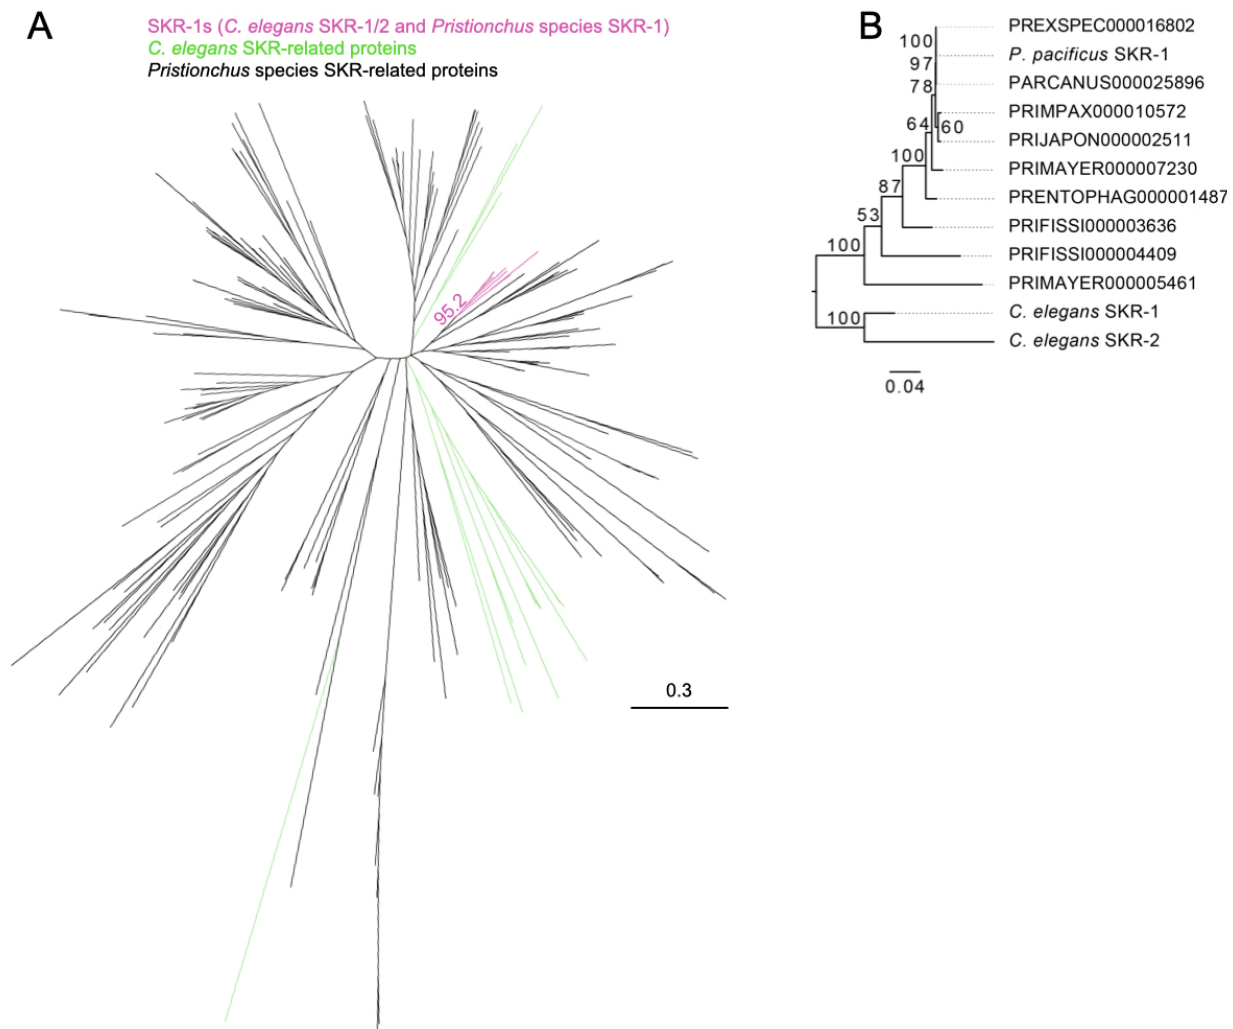 A
SKR-1s (C. elegans SKR-1/2 and Pristionchus species SKR-1)
C. elegans SKR-related proteins
Pristionchus species SKR-related proteins
95.2
0.3
B
PREXSPEC000016802
100
P. pacificus SKR-1
97
PARCANUS000025896
78
PRIMPAX000010572
64
60
PRIJAPON000002511
100
PRIMAYER000007230
87
PRENTOPHAG000001487
53
PRIFISSI000003636
100
PRIFISSI000004409
PRIMAYER000005461
C. elegans SKR-1
100
C. elegans SKR-2
0.04